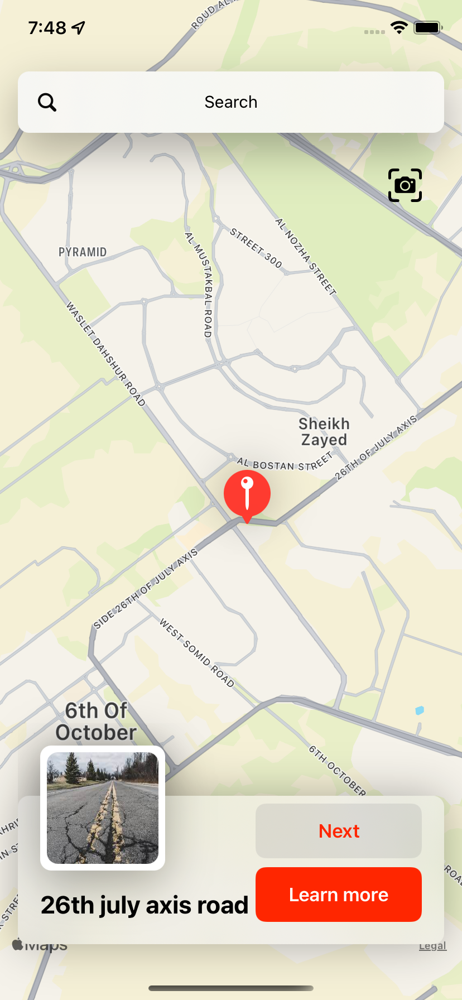 7:48
ROUD AL
Search
PYRAMID
AL MUSTAKBAL ROAD
STREET 300
AL NOZHA STREET
WASLET DAHSHUR ROAD
Sheikh
Zayed
AL BOSTAN STREET
26TH OF JULY AXIS
SIDE 26TH OF JULY AXIS
WEST SOMID ROAD
6th Of
October
6TH OCTOBER
Next
Learn more
26th july axis road
Maps
Legal